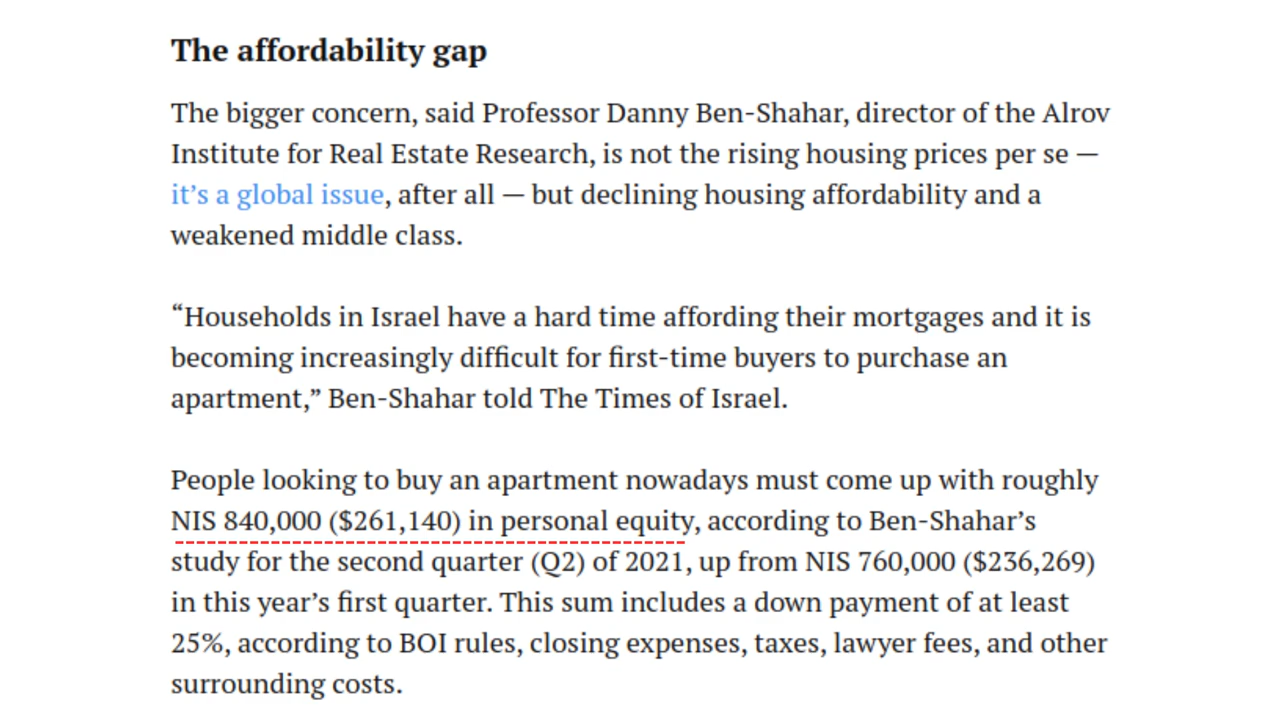 The affordability gap
The bigger concern, said Professor Danny Ben-Shahar, director of the Alrov
Institute for Real Estate Research, is not the rising housing prices per se —
it’s a global issue, after all — but declining housing affordability and a
weakened middle class.
“Households in Israel have a hard time affording their mortgages and it is
becoming increasingly difficult for first-time buyers to purchase an
apartment,” Ben-Shahar told The Times of Israel.
People looking to buy an apartment nowadays must come up with roughly
NIS 840,000 ($261,140) in personal equity, according to Ben-Shahar’s
study for the second quarter (Q2) of 2021, up from NIS 760,000 ($236,269)
in this year’s first quarter. This sum includes a down payment of at least
25%, according to BOI rules, closing expenses, taxes, lawyer fees, and other
surrounding costs.